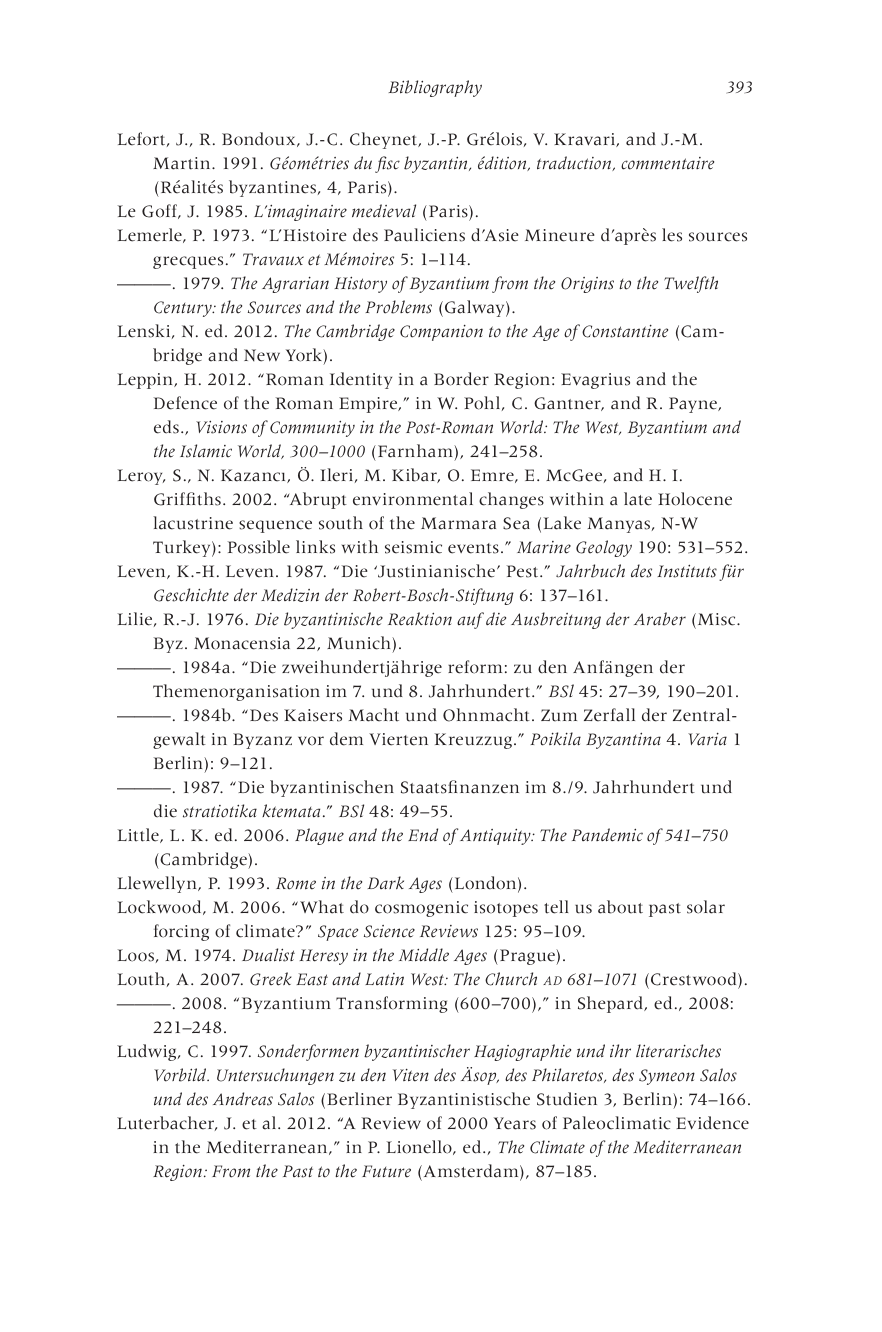 Bibliography 393
Lefort, J., R. Bondoux, J.-C. Cheynet, J.-P. Grélois, V. Kravari, and J.-M.
Martin. 1991. Géométries du fisc byzantin, édition, traduction, commentaire
(Réalités byzantines, 4, Paris).
Le Goff, J. 1985. L’imaginaire medieval (Paris).
Lemerle, P. 1973. “L’Histoire des Pauliciens d’Asie Mineure d’après les sources
grecques.” Travaux et Mémoires 5: 1–114.
———. 1979. The Agrarian History of Byzantium from the Origins to the Twelfth
Century: the Sources and the Problems (Galway).
Lenski, N. ed. 2012. The Cambridge Companion to the Age of Constantine (Cam-
bridge and New York).
Leppin, H. 2012. “Roman Identity in a Border Region: Evagrius and the
Defence of the Roman Empire,” in W. Pohl, C. Gantner, and R. Payne,
eds., Visions of Community in the Post-Roman World: The West, Byzantium and
the Islamic World, 300–1000 (Farnham), 241–258.
Leroy, S., N. Kazancı, Ö. Ileri, M. Kibar, O. Emre, E. McGee, and H. I.
Griffiths. 2002. “Abrupt environmental changes within a late Holocene
lacustrine sequence south of the Marmara Sea (Lake Manyas, N-W
Turkey): Possible links with seismic events.” Marine Geology 190: 531–552.
Leven, K.-H. Leven. 1987. “Die ‘Justinianische’ Pest.” Jahrbuch des Instituts für
Geschichte der Medizin der Robert-Bosch-Stiftung 6: 137–161.
Lilie, R.-J. 1976. Die byzantinische Reaktion auf die Ausbreitung der Araber (Misc.
Byz. Monacensia 22, Munich).
———. 1984a. “Die zweihundertjährige reform: zu den Anfängen der
Themenorganisation im 7. und 8. Jahrhundert.” BSl 45: 27–39, 190–201.
———. 1984b. “Des Kaisers Macht und Ohnmacht. Zum Zerfall der Zentral-
gewalt in Byzanz vor dem Vierten Kreuzzug.” Poikila Byzantina 4. Varia 1
Berlin): 9–121.
———. 1987. “Die byzantinischen Staatsfinanzen im 8./9. Jahrhundert und
die stratiotika ktemata.” BSl 48: 49–55.
Little, L. K. ed. 2006. Plague and the End of Antiquity: The Pandemic of 541–750
(Cambridge).
Llewellyn, P. 1993. Rome in the Dark Ages (London).
Lockwood, M. 2006. “What do cosmogenic isotopes tell us about past solar
forcing of climate?” Space Science Reviews 125: 95–109.
Loos, M. 1974. Dualist Heresy in the Middle Ages (Prague).
Louth, A. 2007. Greek East and Latin West: The Church AD 681–1071 (Crestwood).
———. 2008. “Byzantium Transforming (600–700),” in Shepard, ed., 2008:
221–248.
Ludwig, C. 1997. Sonderformen byzantinischer Hagiographie und ihr literarisches
Vorbild. Untersuchungen zu den Viten des Äsop, des Philaretos, des Symeon Salos
und des Andreas Salos (Berliner Byzantinistische Studien 3, Berlin): 74–166.
Luterbacher, J. et al. 2012. “A Review of 2000 Years of Paleoclimatic Evidence
in the Mediterranean,” in P. Lionello, ed., The Climate of the Mediterranean
Region: From the Past to the Future (Amsterdam), 87–185.